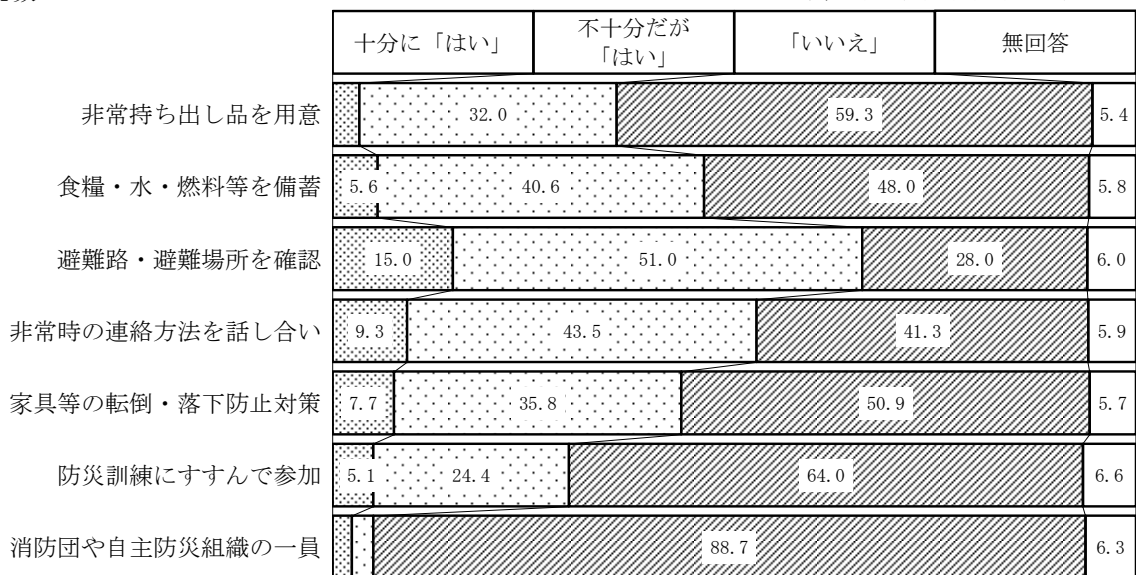 十分に「はい」
不十分だが
「はい」
「いいえ」
無回答
非常持ち出し品を用意 32.0 59.3 5.4
食糧・水・燃料等を備蓄 5.6 40.6 48.0 5.8
避難路・避難場所を確認 15.0 51.0 28.0 6.0
非常時の連絡方法を話し合い 9.3 43.5 41.3 5.9
家具等の転倒・落下防止対策 7.7 35.8 50.9 5.7
防災訓練にすすんで参加 5.1 24.4 64.0 6.6
消防団や自主防災組織の一員 88.7 6.3